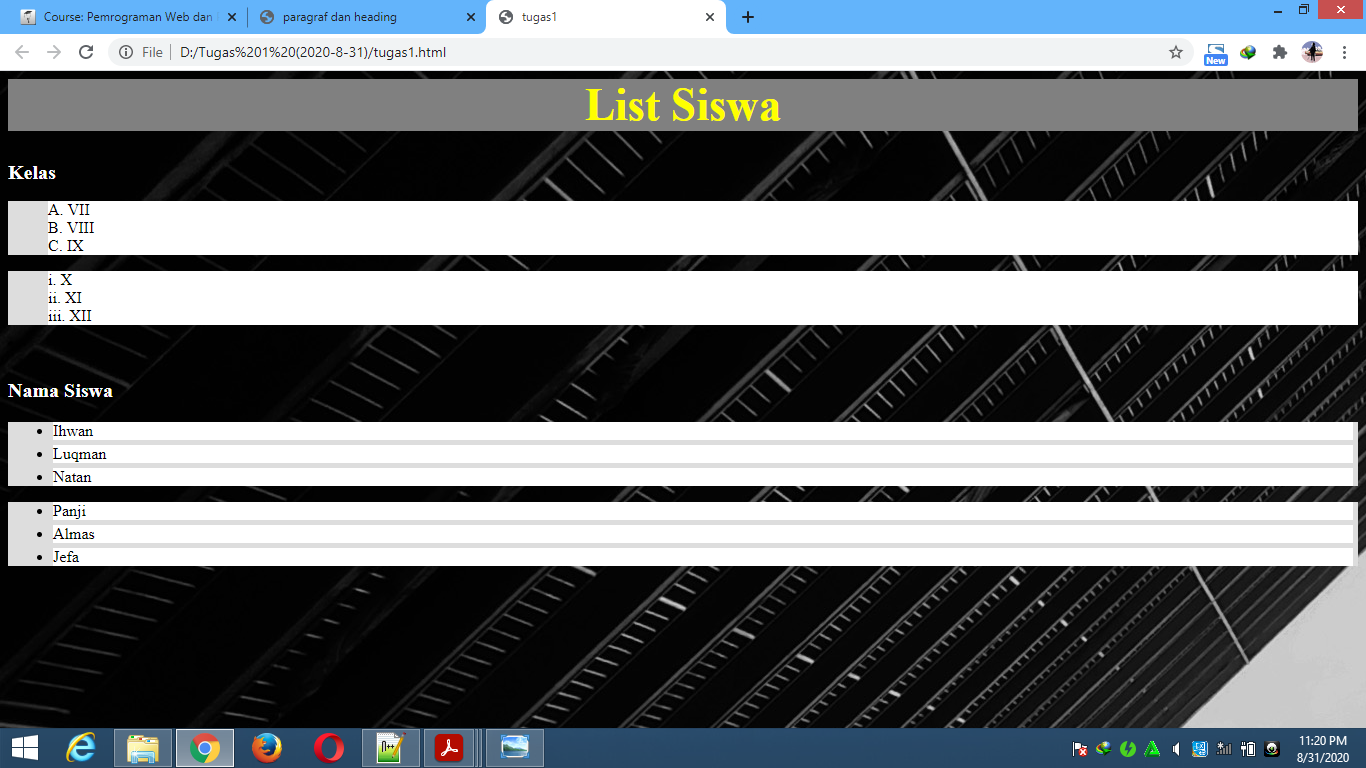 Course: Pemrograman Web dan
paragraf dan heading
tugas1
File
D:/Tugas%201%20(2020-8-31)/tugas1.html
New
List Siswa
Kelas
A. VII
B. VIII
C. IX
i. X
ii. XI
iii. XII
Nama Siswa
Ihwan
Luqman
Natan
Panji
Almas
Jefa
11:20 PM
8/31/2020